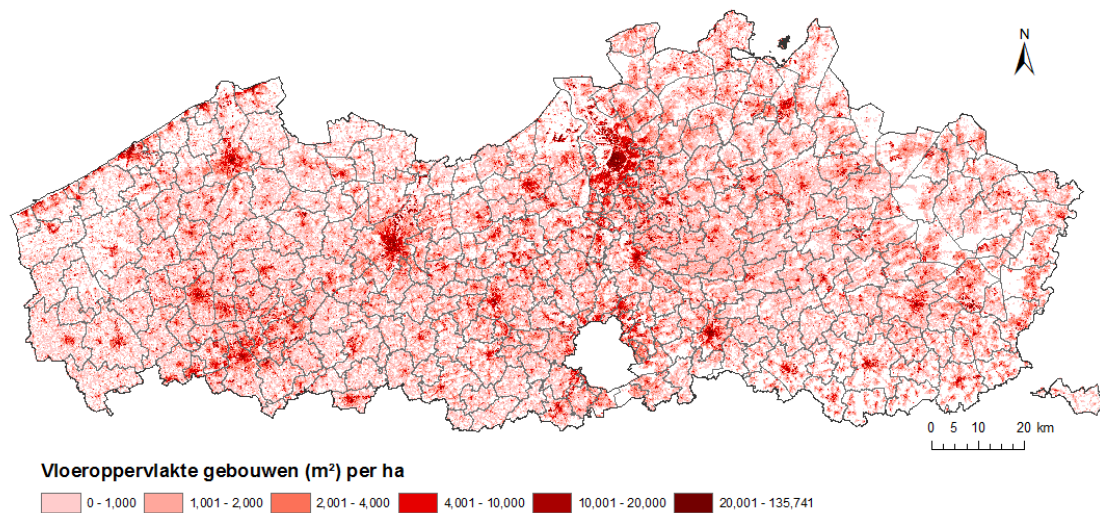 N
0 5 10 20 km
Vloeroppervlakte gebouwen (m²) per ha
0 - 1,000 1,001 - 2,000 2,001 - 4,000 4,001 - 10,000 10,001 - 20,000 20,001 - 135,741